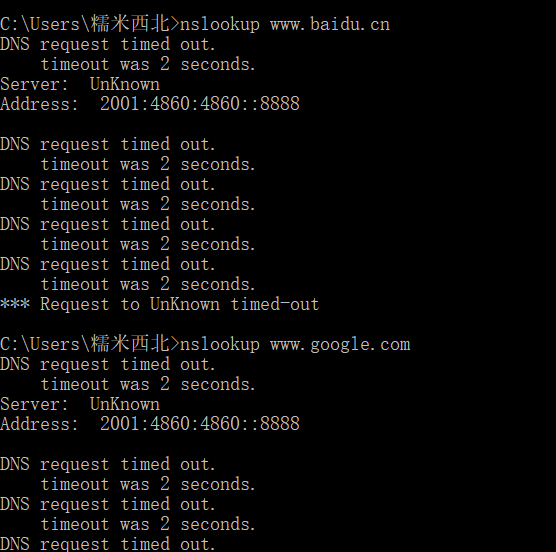 C:\Users\糯米西北>nslookup www.baidu.cn
DNS request timed out.
    timeout was 2 seconds.
Server:  UnKnown
Address:  2001:4860:4860::8888

DNS request timed out.
    timeout was 2 seconds.
DNS request timed out.
    timeout was 2 seconds.
DNS request timed out.
    timeout was 2 seconds.
DNS request timed out.
    timeout was 2 seconds.
*** Request to UnKnown timed-out

C:\Users\糯米西北>nslookup www.google.com
DNS request timed out.
    timeout was 2 seconds.
Server:  UnKnown
Address:  2001:4860:4860::8888

DNS request timed out.
    timeout was 2 seconds.
DNS request timed out.
    timeout was 2 seconds.
DNS request timed out.